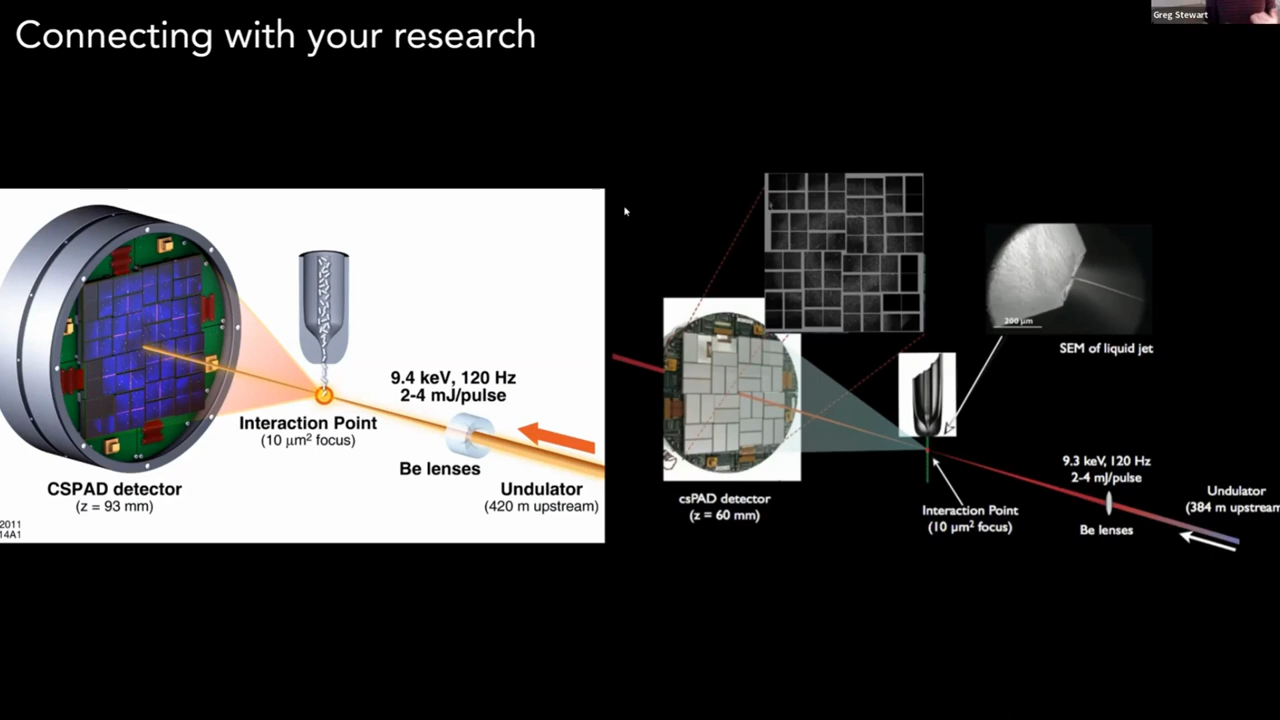 Connecting with your research
Greg Stewart
9.4 keV, 120 Hz
2-4 mJ/pulse
Interaction Point
(10 µm² focus)
Be lenses
CSPAD detector
(z = 93 mm)
Undulator
(420 m upstream)
2011
14A1
200 µm
SEM of liquid jet
9.3 keV, 120 Hz
2-4 mJ/pulse
csPAD detector
(z = 60 mm)
Interaction Point
(10 µm² focus)
Be lenses
Undulator
(384 m upstream